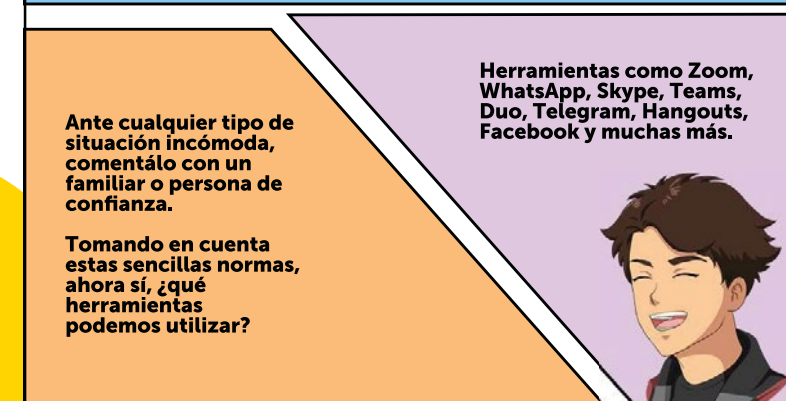 Ante cualquier tipo de
situación incómoda,
comentálo con un
familiar o persona de
confianza.
Tomando en cuenta
estas sencillas normas,
ahora sí, ¿qué
herramientas
podemos utilizar?
Herramientas como Zoom,
WhatsApp, Skype, Teams,
Duo, Telegram, Hangouts,
Facebook y muchas más.